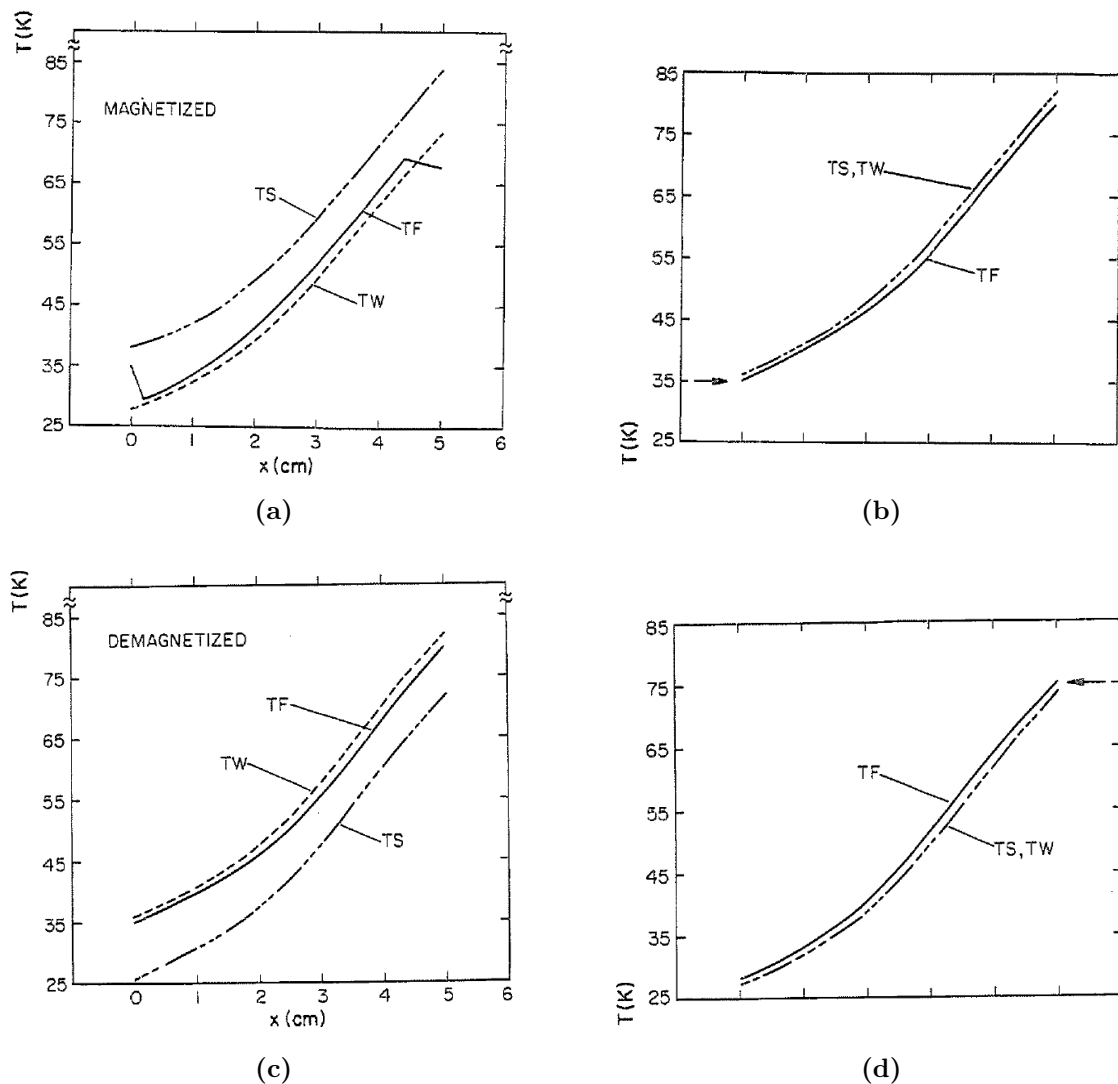 T(K)
85
75
65
55
45
35
25
MAGNETIZED
TS
TF
TW
0 1 2 3 4 5 6
x (cm)
(a)
85
75
65
55
45
35
25
T(K)
TS, TW
TF
(b)
T(K)
85
75
65
55
45
35
25
DEMAGNETIZED
TF
TW
TS
0 1 2 3 4 5 6
x (cm)
(c)
85
75
65
55
45
35
25
T(K)
TF
TS, TW
(d)